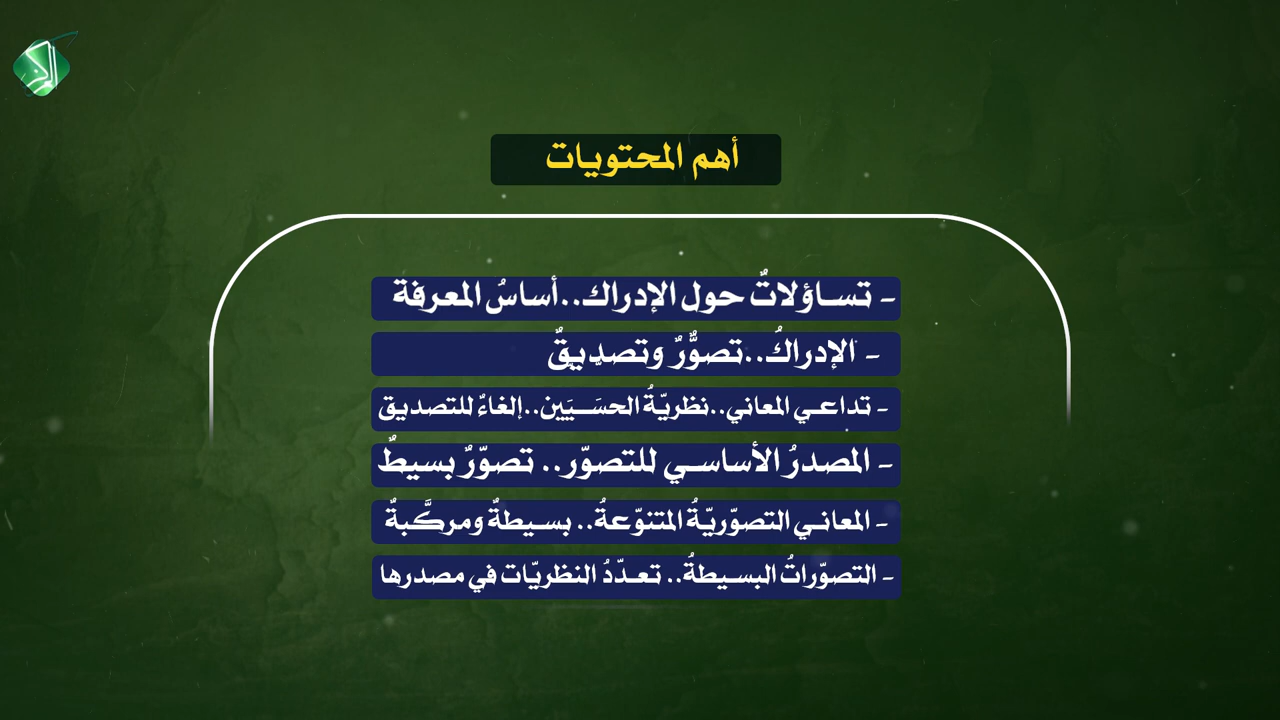 أهم المحتويات
- تساؤلاتٌ حول الإدراك..أساسُ المعرفة
- الإدراكُ..تصوُّرٌ وتصديقٌ
- تداعي المعاني..نظريّةُ الحسَيَين..إلغاءٌ للتصديق
- المصدرُ الأساسي للتصوّر.. تصوّرٌ بسيطٌ
- المعاني التصوّريّةُ المتنوّعةُ.. بسيطةٌ ومركَّبةٌ
- التصوّراتُ البسيطةُ.. تعدّدُ النظريّات في مصدرها